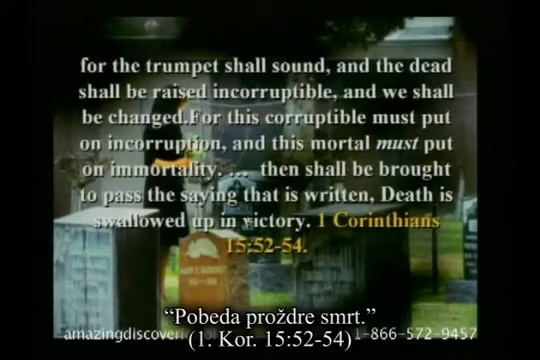 for the trumpet shall sound, and the dead
shall be raised incorruptible, and we shall
be changed.For this corruptible must put
on incorruption, and this mortal must put
on immortality. … then shall be brought
to pass the saying that is written, Death is
swallowed up in victory. 1 Corinthians
15:52-54.
“Pobeda proždre smrt.”
amazingdiscoveri 1-866-572-9457
(1. Kor. 15:52-54)